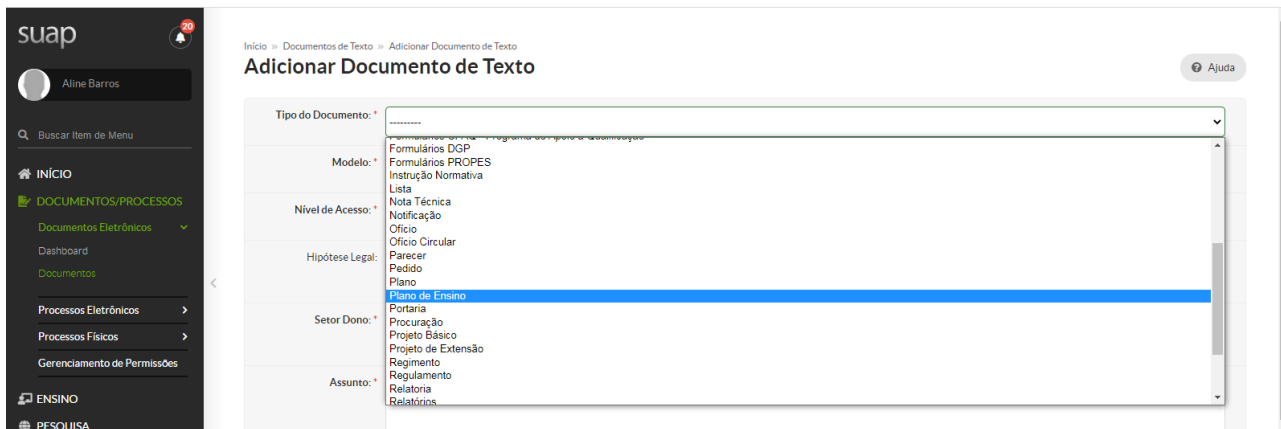 suap
20
Aline Barros
Buscar Item de Menu
INÍCIO
DOCUMENTOS/PROCESSOS
Documentos Eletrônicos
Dashboard
Documentos
Processos Eletrônicos
Processos Físicos
Gerenciamento de Permissões
ENSINO
PESQUISA
Início » Documentos de Texto » Adicionar Documento de Texto
Adicionar Documento de Texto
Ajuda
Tipo do Documento: *
---------
Modelo: *
Nível de Acesso: *
Hipótese Legal:
Setor Dono: *
Assunto: *
Formulários DGP
Formulários PROPES
Instrução Normativa
Lista
Nota Técnica
Notificação
Ofício
Ofício Circular
Parecer
Pedido
Plano
Plano de Ensino
Portaria
Procuração
Projeto Básico
Projeto de Extensão
Regimento
Regulamento
Relatoria
Relatórios